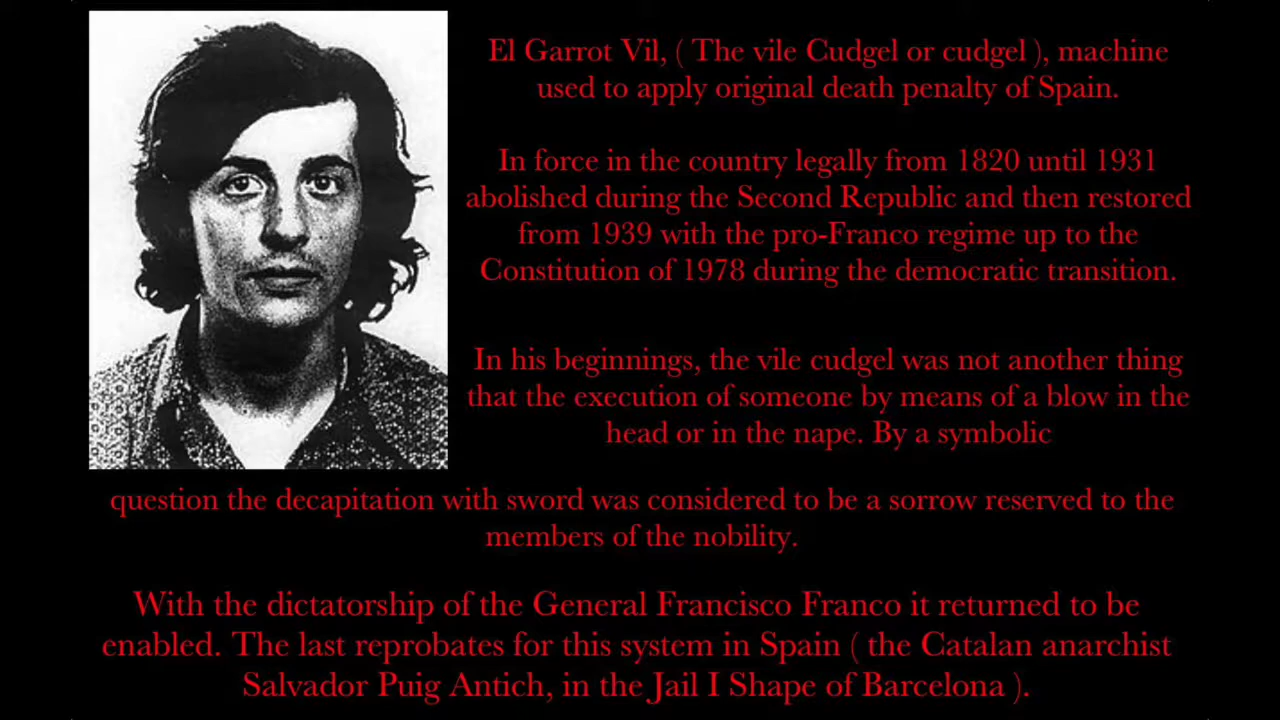 El Garrot Vil, ( The vile Cudgel or cudgel ), machine
used to apply original death penalty of Spain.
In force in the country legally from 1820 until 1931
abolished during the Second Republic and then restored
from 1939 with the pro-Franco regime up to the
Constitution of 1978 during the democratic transition.
In his beginnings, the vile cudgel was not another thing
that the execution of someone by means of a blow in the
head or in the nape. By a symbolic
question the decapitation with sword was considered to be a sorrow reserved to the
members of the nobility.
With the dictatorship of the General Francisco Franco it returned to be
enabled. The last reprobates for this system in Spain ( the Catalan anarchist
Salvador Puig Antich, in the Jail I Shape of Barcelona ).